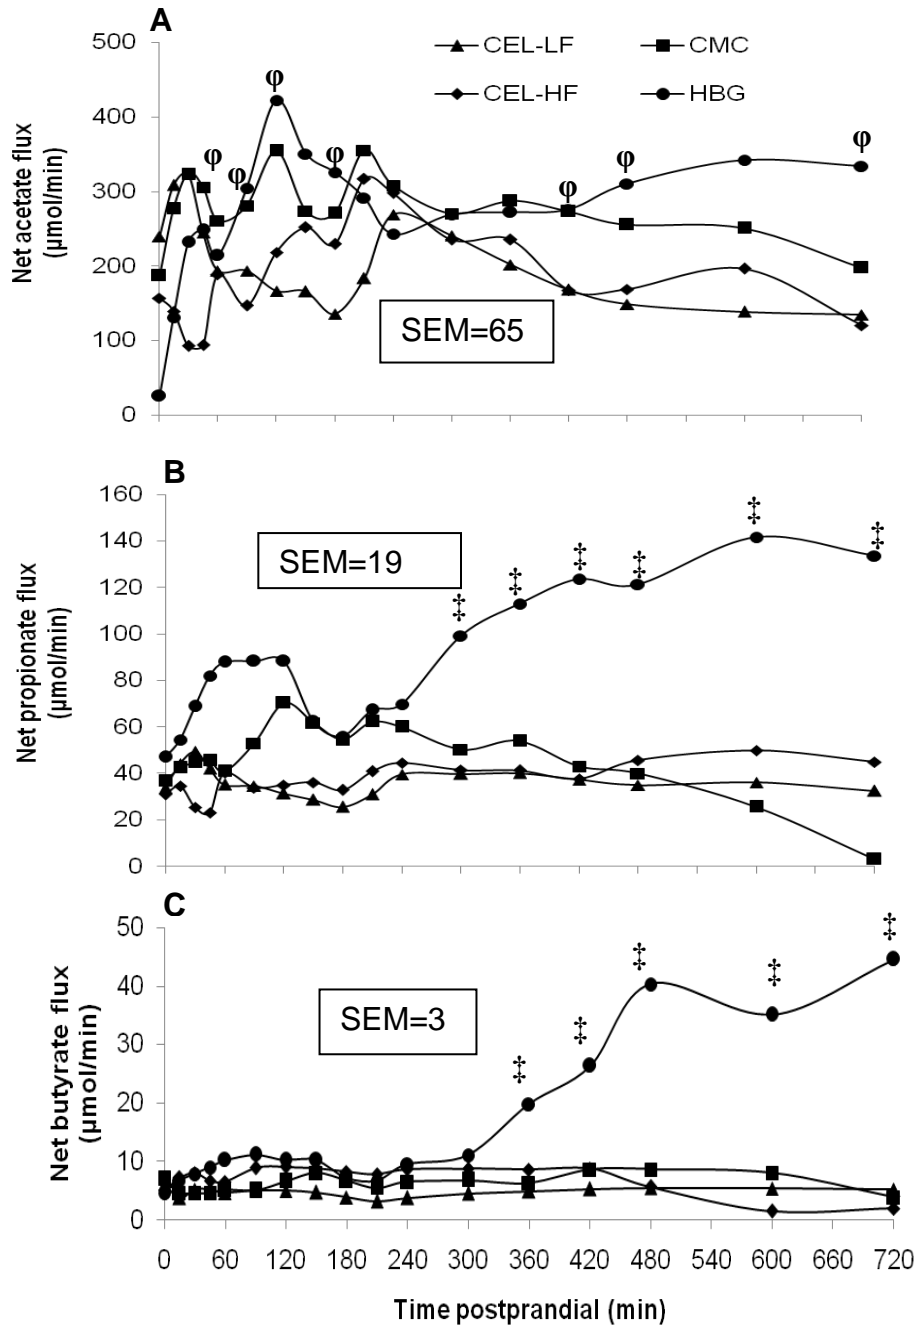 A
CEL-LF CMC
CEL-HF HBG
500
400
300
200
100
0
Net acetate flux
(µmol/min)
φ φ φ φ φ φ φ
φ
SEM=65
B
160
140
120
100
80
60
40
20
0
Net propionate flux
(µmol/min)
‡ ‡ ‡ ‡ ‡ ‡
SEM=19
C
50
40
30
20
10
0
Net butyrate flux
(µmol/min)
‡ ‡ ‡ ‡ ‡
SEM=3
0 60 120 180 240 300 360 420 480 540 600 660 720
Time postprandial (min)